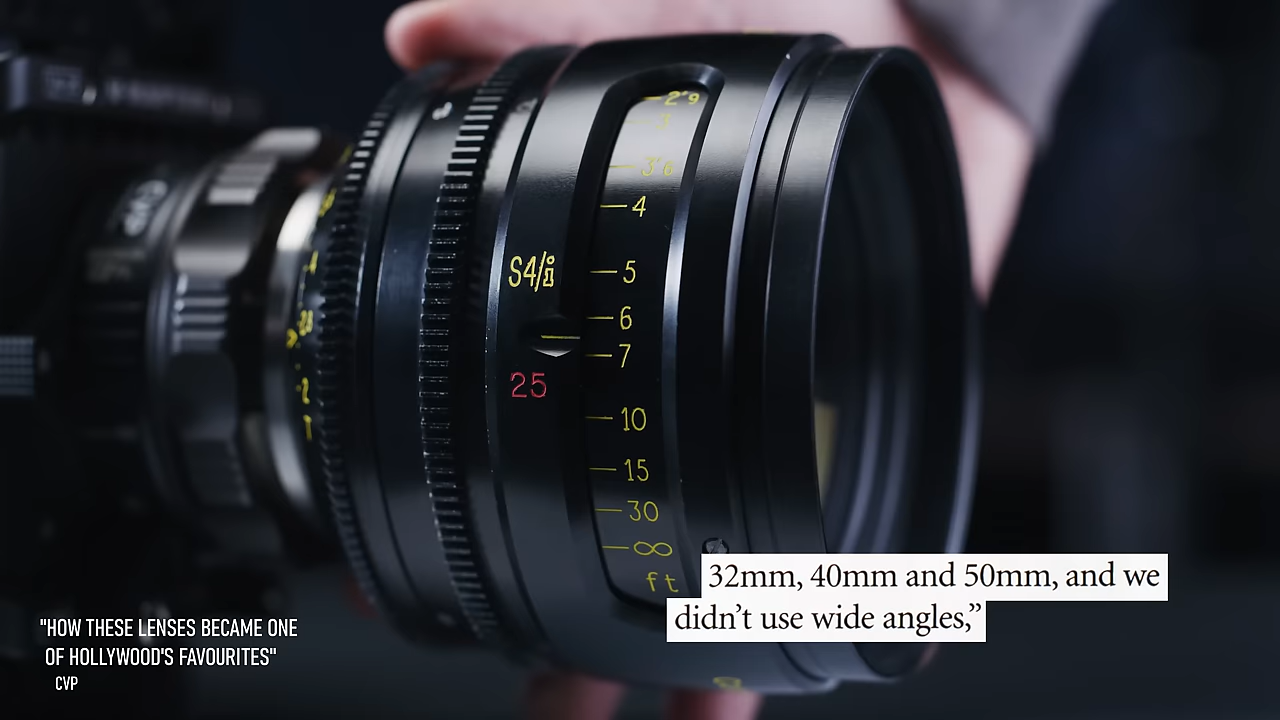 2'9
3
3'6
4
5
S4/i
6
7
25
10
15
30
∞
ft
32mm, 40mm and 50mm, and we
didn't use wide angles,”
"HOW THESE LENSES BECAME ONE
OF HOLLYWOOD'S FAVOURITES"
CVP